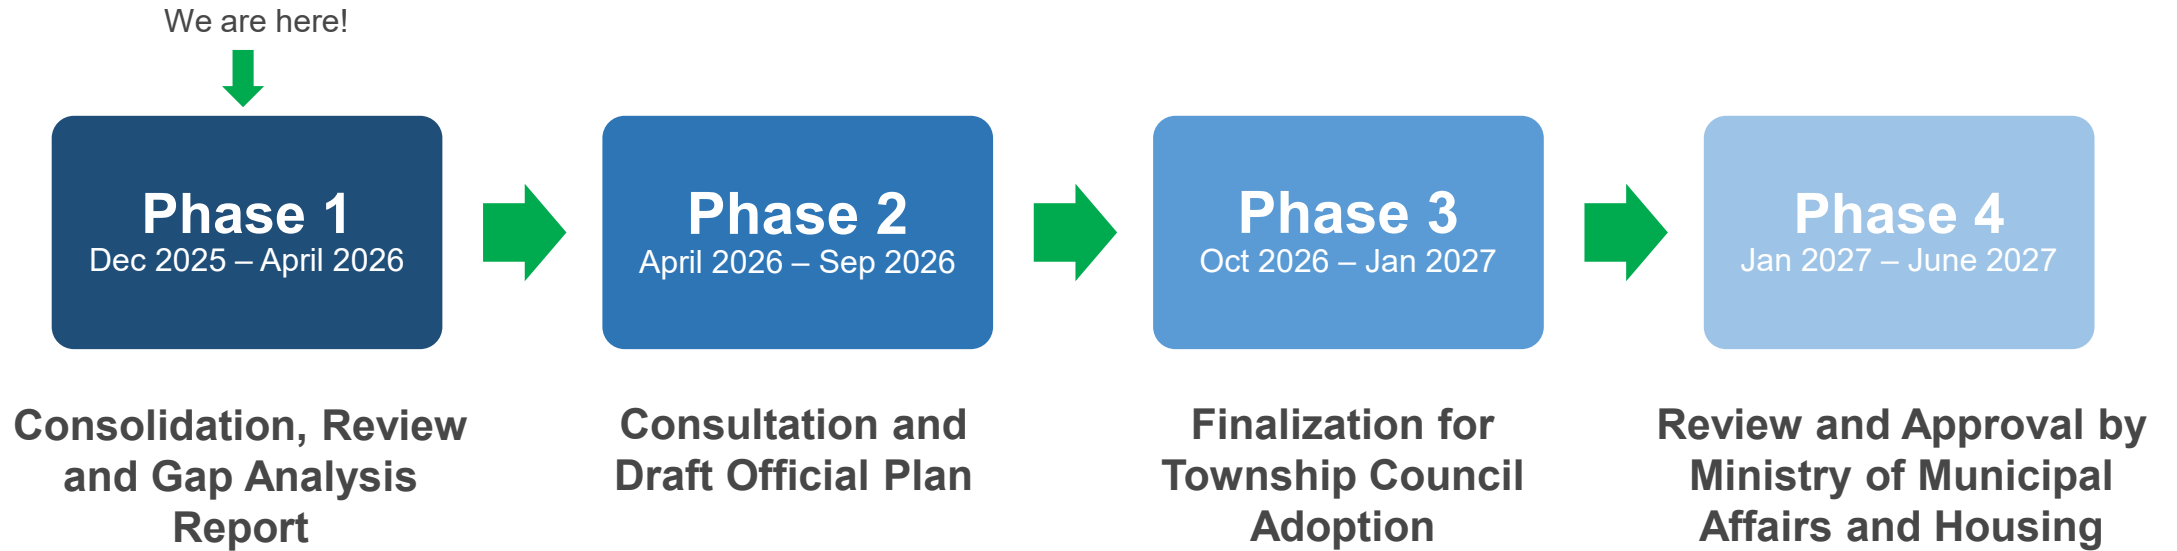 We are here!
Phase 1
Dec 2025 – April 2026
Consolidation, Review
and Gap Analysis
Report
Phase 2
April 2026 – Sep 2026
Consultation and
Draft Official Plan
Phase 3
Oct 2026 – Jan 2027
Finalization for
Township Council
Adoption
Phase 4
Jan 2027 – June 2027
Review and Approval by
Ministry of Municipal
Affairs and Housing